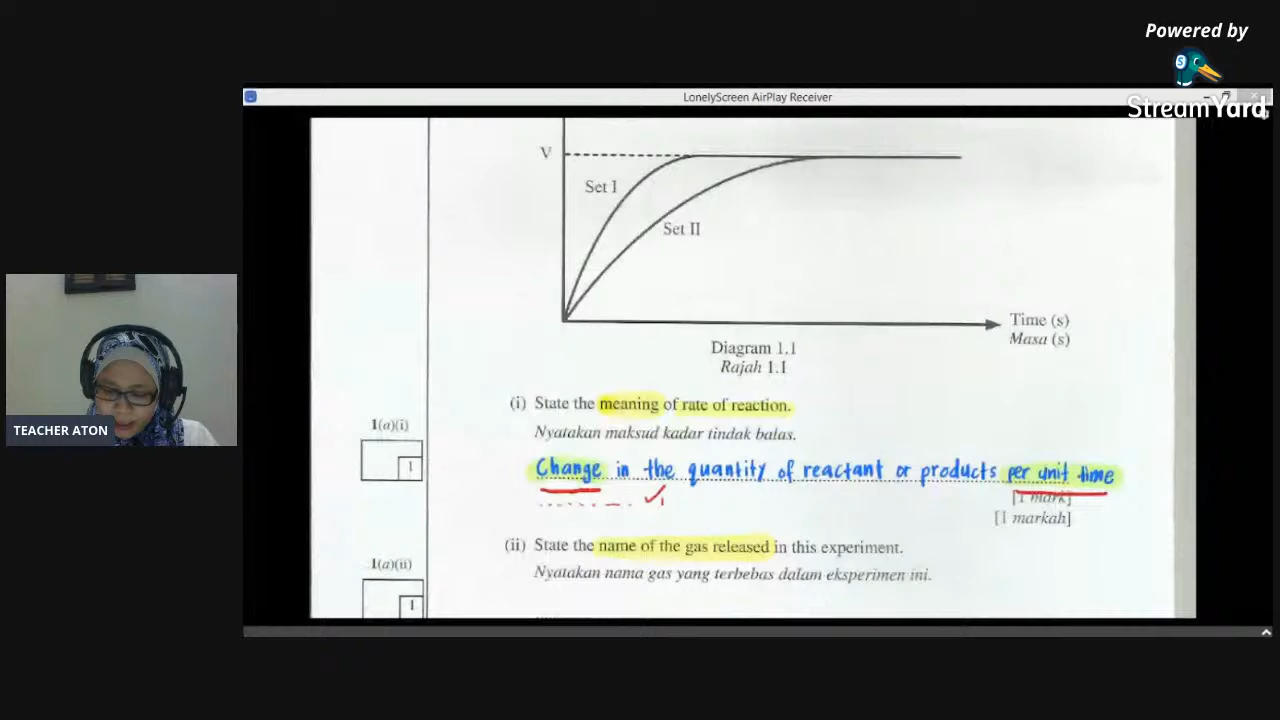 Powered by
StreamYard
LonelyScreen AirPlay Receiver
V
Set I
Set II
Time (s)
Masa (s)
Diagram 1.1
Rajah 1.1
(i) State the meaning of rate of reaction.
Nyatakan maksud kadar tindak balas.
1(a)(i)
1
Change in the quantity of reactant or products per unit time
[1 mark]
[1 markah]
(ii) State the name of the gas released in this experiment.
Nyatakan nama gas yang terbebas dalam eksperimen ini.
1(a)(ii)
1
TEACHER ATON